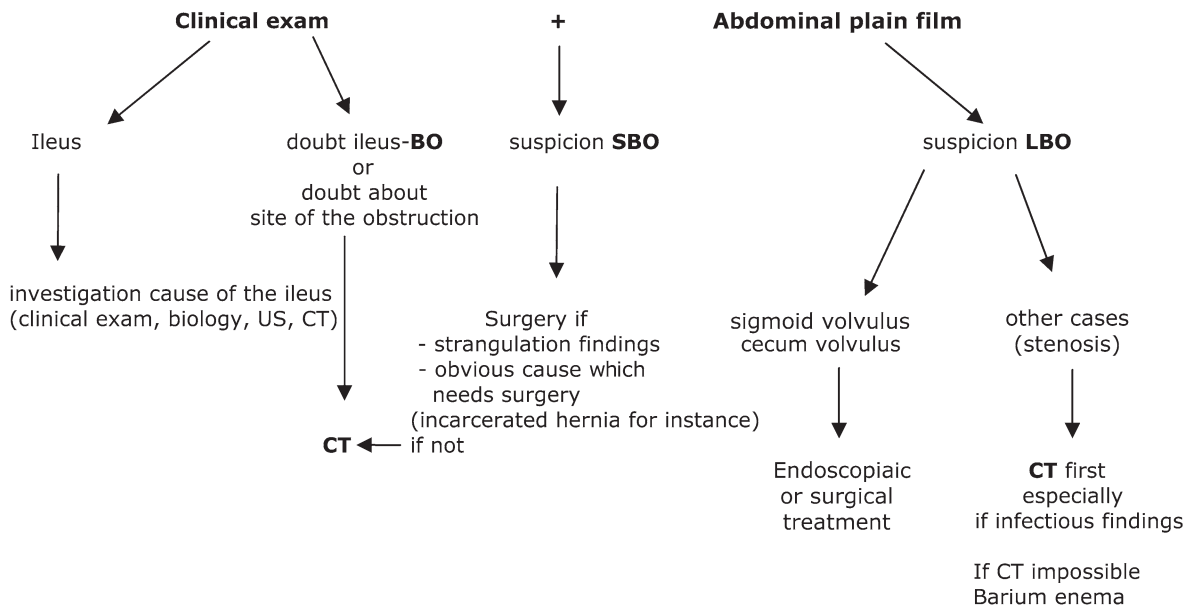 Clinical exam + Abdominal plain film
Ileus
doubt ileus-BO
or
doubt about
site of the obstruction
suspicion SBO
suspicion LBO
investigation cause of the ileus
(clinical exam, biology, US, CT)
Surgery if
- strangulation findings
- obvious cause which
needs surgery
(incarcerated hernia for instance)
if not
CT
sigmoid volvulus
cecum volvulus
other cases
(stenosis)
Endoscopiaic
or surgical
treatment
CT first
especially
if infectious findings
If CT impossible
Barium enema